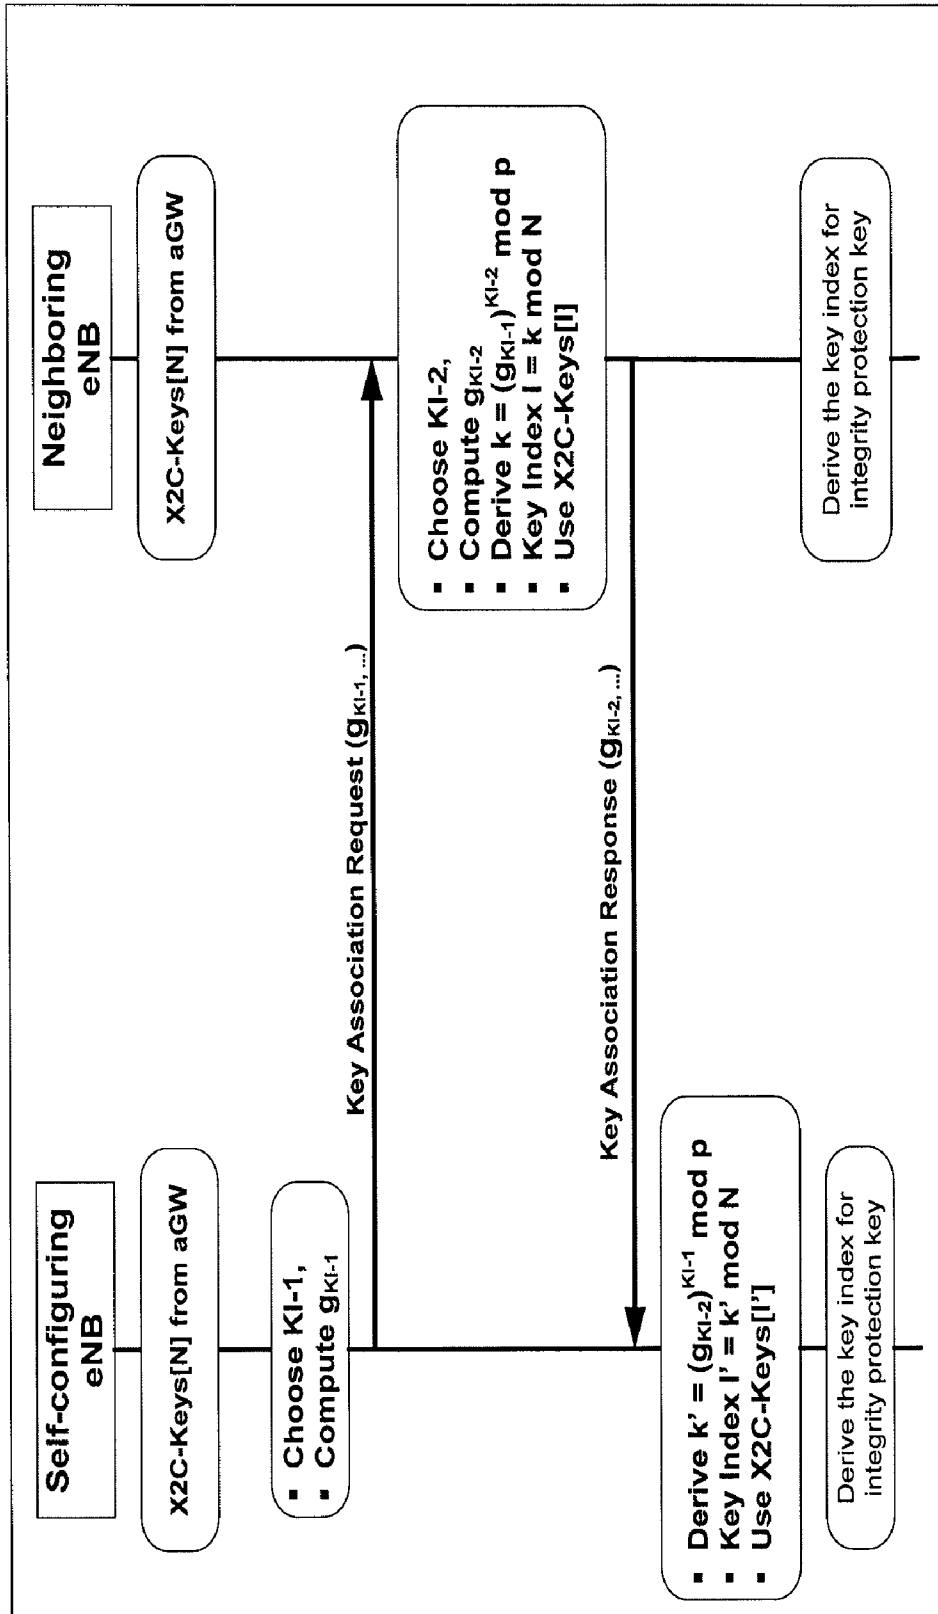 Self-configuring
eNB
Neighboring
eNB
X2C-Keys[N] from aGW
X2C-Keys[N] from aGW
▪ Choose KI-1,
▪ Compute gKI-1
Key Association Request (gKI-1, ...)
▪ Choose KI-2,
▪ Compute gKI-2
▪ Derive k = (gKI-1)^KI-2 mod p
▪ Key Index I = k mod N
▪ Use X2C-Keys[I]
Key Association Response (gKI-2, ...)
▪ Derive k' = (gKI-2)^KI-1 mod p
▪ Key Index I' = k' mod N
▪ Use X2C-Keys[I']
Derive the key index for
integrity protection key
Derive the key index for
integrity protection key